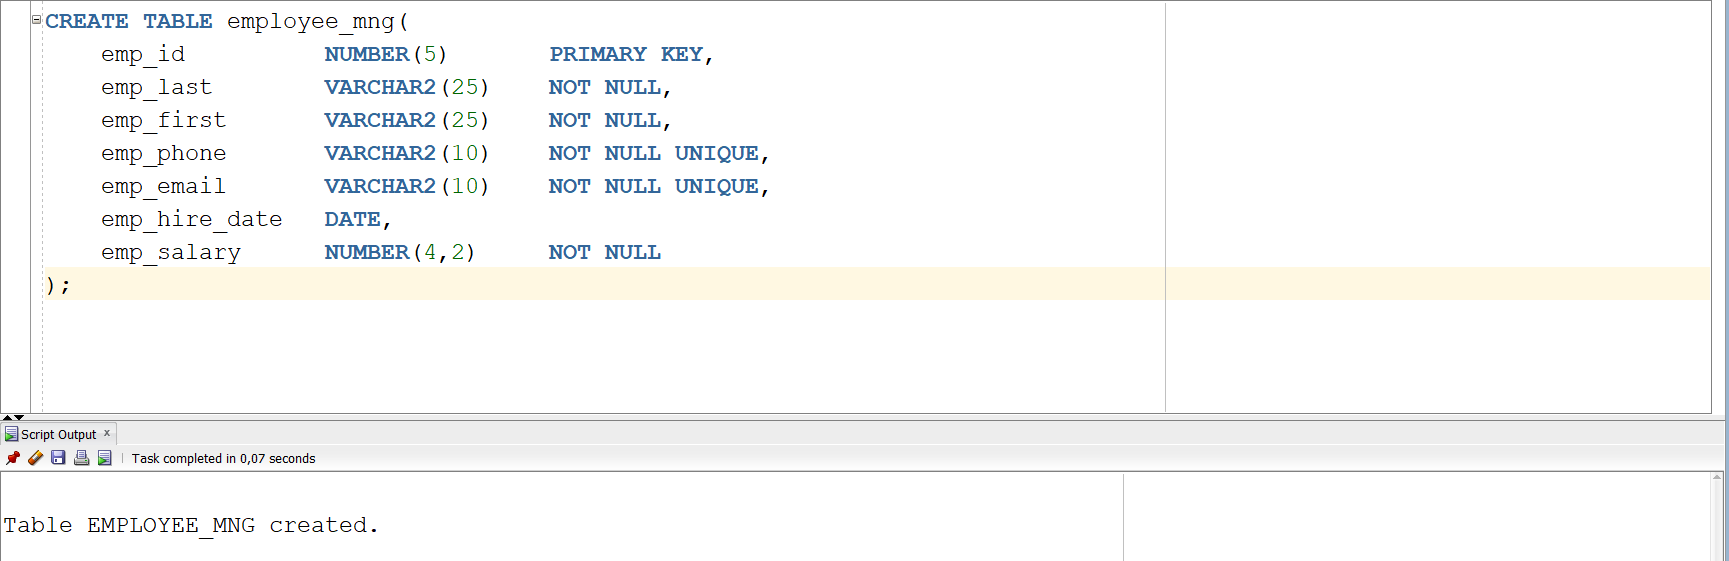 CREATE TABLE employee_mng(
emp_id NUMBER(5) PRIMARY KEY,
emp_last VARCHAR2(25) NOT NULL,
emp_first VARCHAR2(25) NOT NULL,
emp_phone VARCHAR2(10) NOT NULL UNIQUE,
emp_email VARCHAR2(10) NOT NULL UNIQUE,
emp_hire_date DATE,
emp_salary NUMBER(4,2) NOT NULL
);
Script Output x
Task completed in 0,07 seconds
Table EMPLOYEE_MNG created.